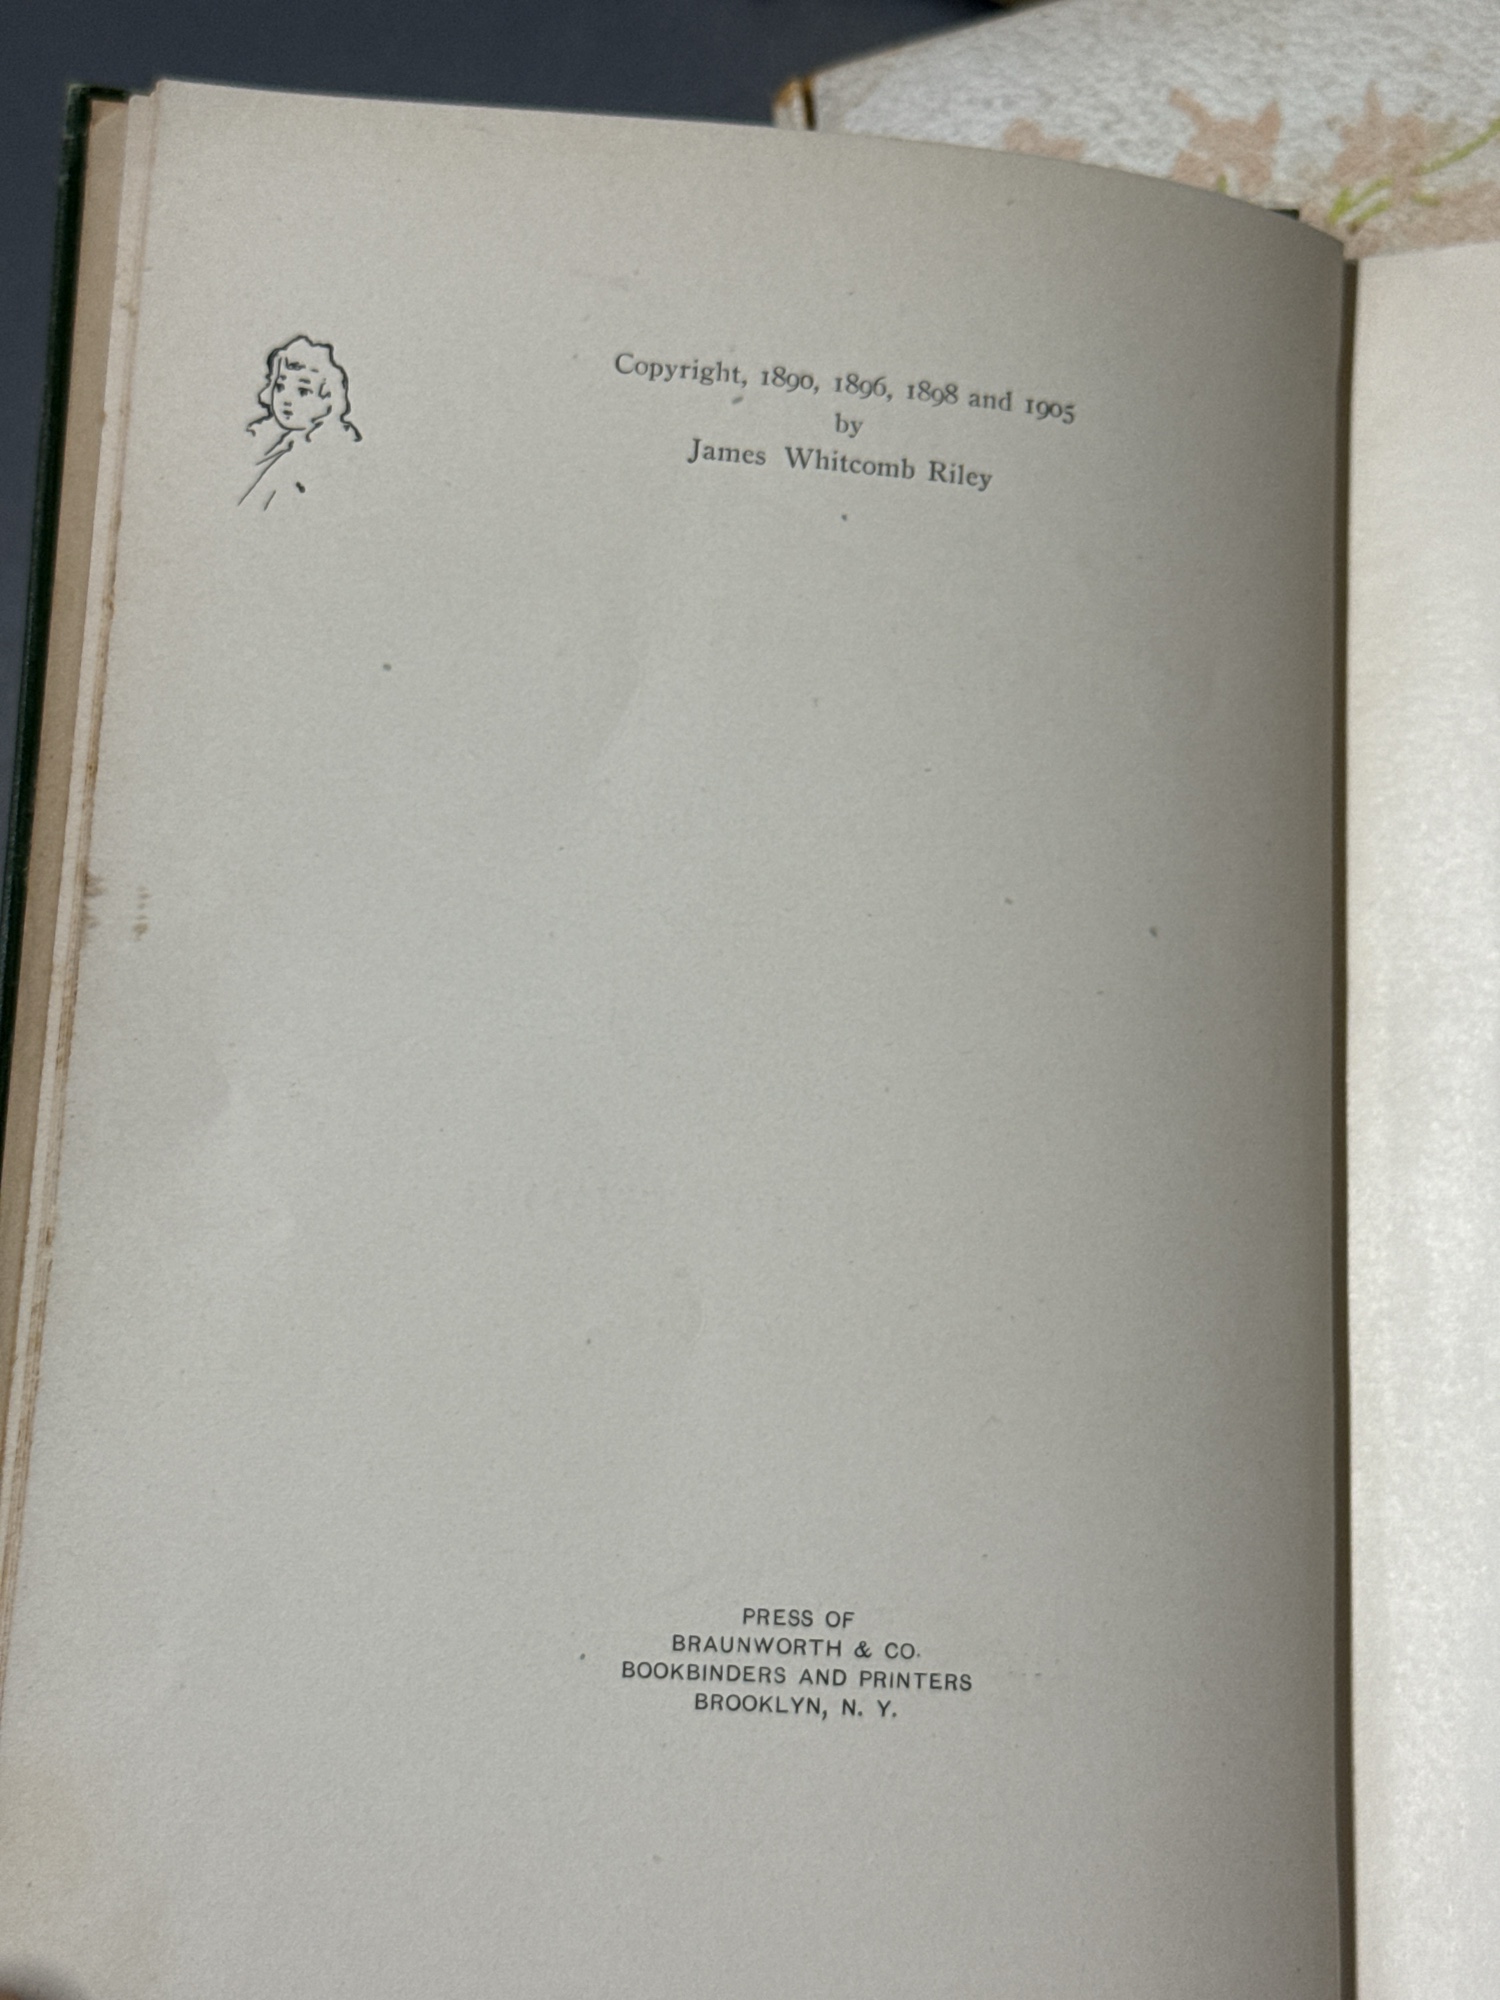 Copyright, 1890, 1896, 1898 and 1905
by
James Whitcomb Riley
PRESS OF
BRAUNWORTH & CO.
BOOKBINDERS AND PRINTERS
BROOKLYN, N. Y.